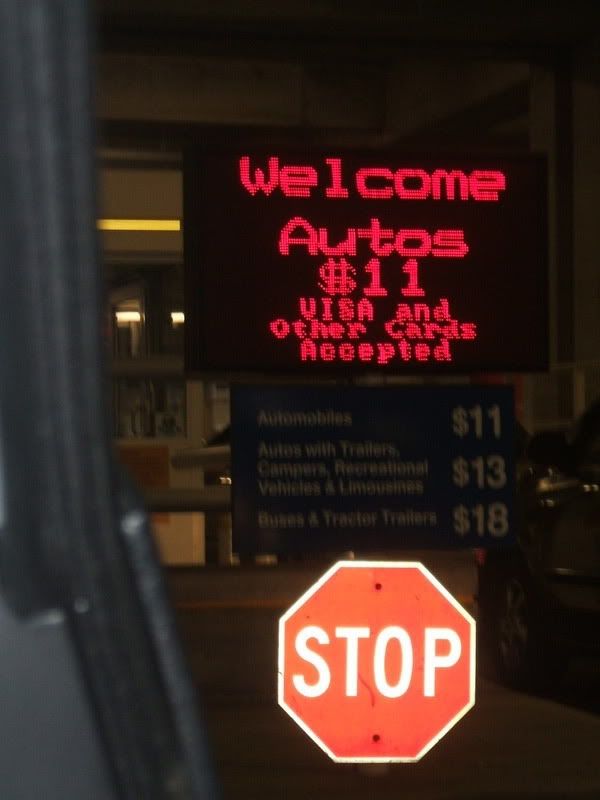 Welcome
Autos
$11
VISA and
Other Cards
Accepted
Automobiles $11
Autos with Trailers,
Campers, Recreational $13
Vehicles & Limousines
Buses & Tractor Trailers $18
STOP